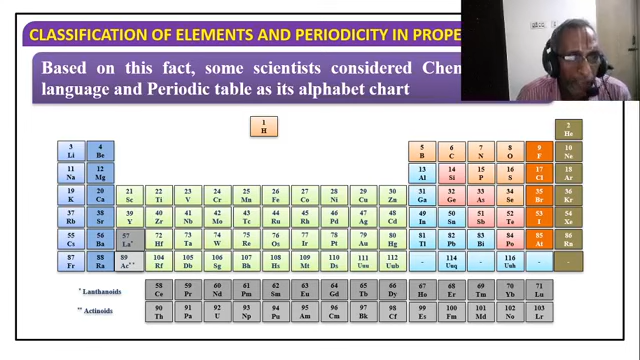 CLASSIFICATION OF ELEMENTS AND PERIODICITY IN PROPE
Based on this fact, some scientists considered Chem
language and Periodic table as its alphabet chart
1 2
H He
3 4 5 6 7 8 9 10
Li Be B C N O F Ne
11 12 13 14 15 16 17 18
Na Mg Al Si P S Cl Ar
19 20 21 22 23 24 25 26 27 28 29 30 31 32 33 34 35 36
K Ca Sc Ti V Cr Mn Fe Co Ni Cu Zn Ga Ge As Se Br Kr
37 38 39 40 41 42 43 44 45 46 47 48 49 50 51 52 53 54
Rb Sr Y Zr Nb Mo Tc Ru Rh Pd Ag Cd In Sn Sb Te I Xe
55 56 57 72 73 74 75 76 77 78 79 80 81 82 83 84 85 86
Cs Ba La* Hf Ta W Re Os Ir Pt Au Hg Tl Pb Bi Po At Rn
87 88 89 104 105 106 107 108 109 110 111 112 - 114 - 116 - -
Fr Ra Ac** Rf Db Sg Bh Hs Mt Ds Uuu Uub Uuq Uuh
* Lanthanoids
58 59 60 61 62 63 64 65 66 67 68 69 70 71
Ce Pr Nd Pm Sm Eu Gd Tb Dy Ho Er Tm Yb Lu
** Actinoids
90 91 92 93 94 95 96 97 98 99 100 101 102 103
Th Pa U Np Pu Am Cm Bk Cf Es Fm Md No Lr